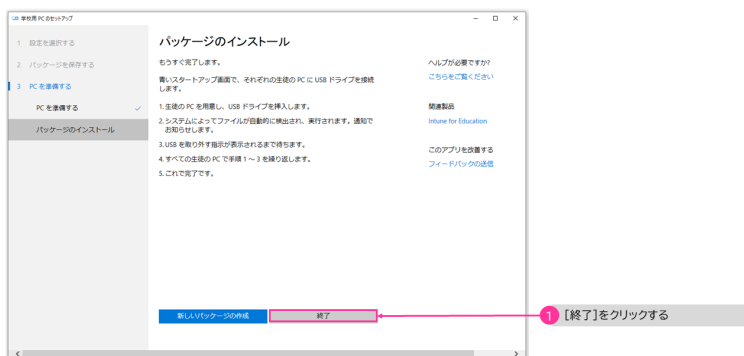 学校用 PC のセットアップ
1 設定を選択する
2 パッケージを保存する
3 PC を準備する
PC を準備する
パッケージのインストール
パッケージのインストール
もうすぐ完了します。
青いスタートアップ画面で、それぞれの生徒の PC に USB ドライブを接続
します。
1.生徒の PC を用意し、USB ドライブを挿入します。
2.システムによってファイルが自動的に検出され、実行されます。通知で
お知らせします。
3.USB を取り外す指示が表示されるまで待ちます。
4.すべての生徒の PC で手順 1 ～ 3 を繰り返します。
5.これで完了です。
ヘルプが必要ですか?
こちらをご覧ください
関連製品
Intune for Education
このアプリを改善する
フィードバックの送信
新しいパッケージの作成
終了
1 [終了]をクリックする